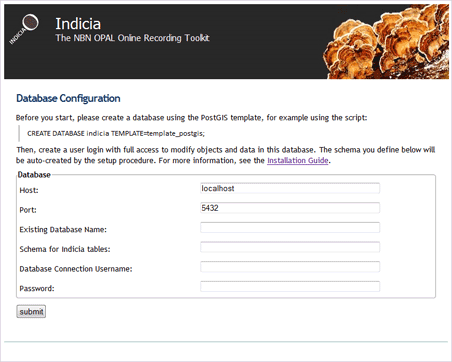 INDICIA
Indicia
The NBN OPAL Online Recording Toolkit
Database Configuration
Before you start, please create a database using the PostGIS template, for example using the script:
CREATE DATABASE indicia TEMPLATE=template_postgis;
Then, create a user login with full access to modify objects and data in this database. The schema you define below will
be auto-created by the setup procedure. For more information, see the Installation Guide.
Database
Host: localhost
Port: 5432
Existing Database Name:
Schema for Indicia tables:
Database Connection Username:
Password:
submit